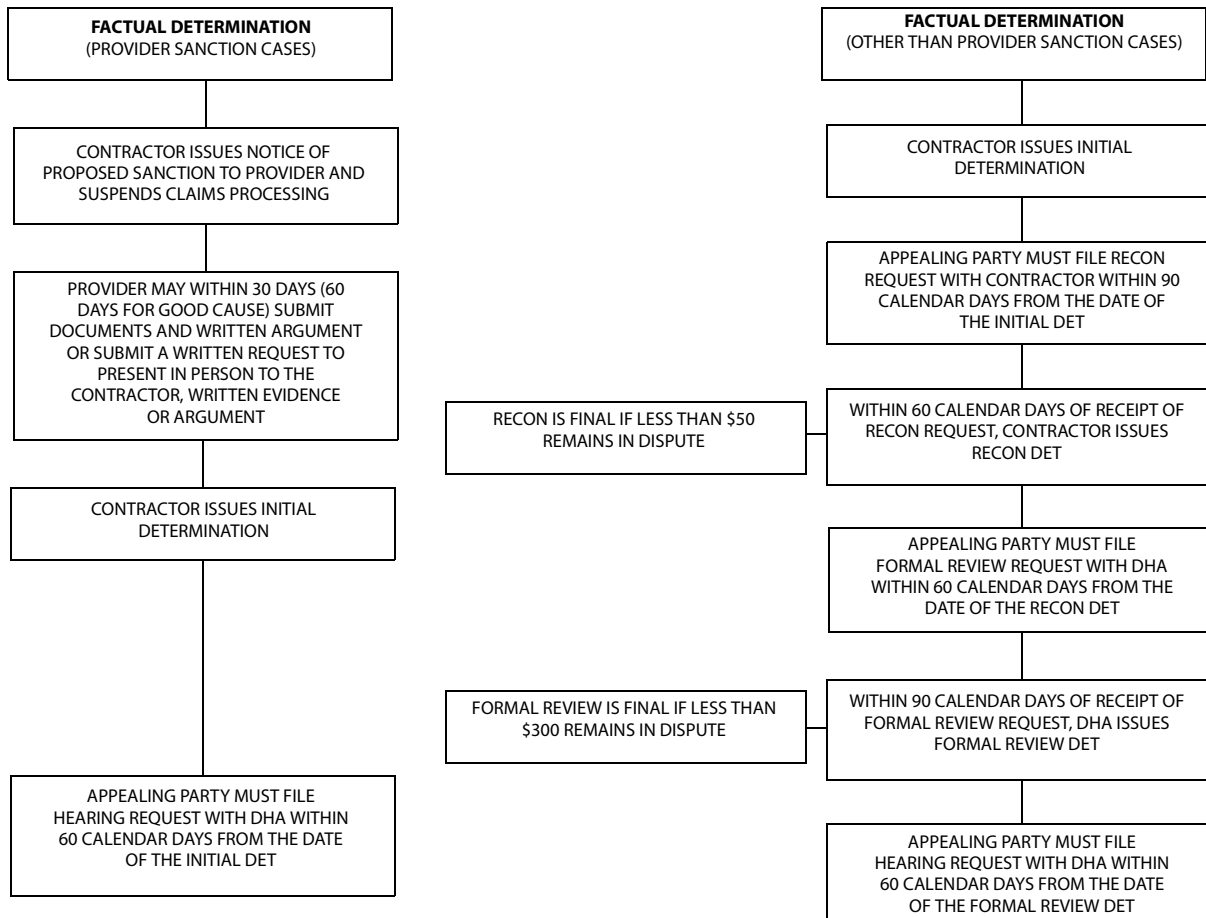 FACTUAL DETERMINATION
(PROVIDER SANCTION CASES)
CONTRACTOR ISSUES NOTICE OF
PROPOSED SANCTION TO PROVIDER AND
SUSPENDS CLAIMS PROCESSING
PROVIDER MAY WITHIN 30 DAYS (60
DAYS FOR GOOD CAUSE) SUBMIT
DOCUMENTS AND WRITTEN ARGUMENT
OR SUBMIT A WRITTEN REQUEST TO
PRESENT IN PERSON TO THE
CONTRACTOR, WRITTEN EVIDENCE
OR ARGUMENT
CONTRACTOR ISSUES INITIAL
DETERMINATION
APPEALING PARTY MUST FILE
HEARING REQUEST WITH DHA WITHIN
60 CALENDAR DAYS FROM THE DATE
OF THE INITIAL DET
FACTUAL DETERMINATION
(OTHER THAN PROVIDER SANCTION CASES)
CONTRACTOR ISSUES INITIAL
DETERMINATION
APPEALING PARTY MUST FILE RECON
REQUEST WITH CONTRACTOR WITHIN 90
CALENDAR DAYS FROM THE DATE OF
THE INITIAL DET
RECON IS FINAL IF LESS THAN $50
REMAINS IN DISPUTE
WITHIN 60 CALENDAR DAYS OF RECEIPT OF
RECON REQUEST, CONTRACTOR ISSUES
RECON DET
APPEALING PARTY MUST FILE
FORMAL REVIEW REQUEST WITH DHA
WITHIN 60 CALENDAR DAYS FROM THE
DATE OF THE RECON DET
FORMAL REVIEW IS FINAL IF LESS THAN
$300 REMAINS IN DISPUTE
WITHIN 90 CALENDAR DAYS OF RECEIPT OF
FORMAL REVIEW REQUEST, DHA ISSUES
FORMAL REVIEW DET
APPEALING PARTY MUST FILE
HEARING REQUEST WITH DHA WITHIN
60 CALENDAR DAYS FROM THE DATE
OF THE FORMAL REVIEW DET